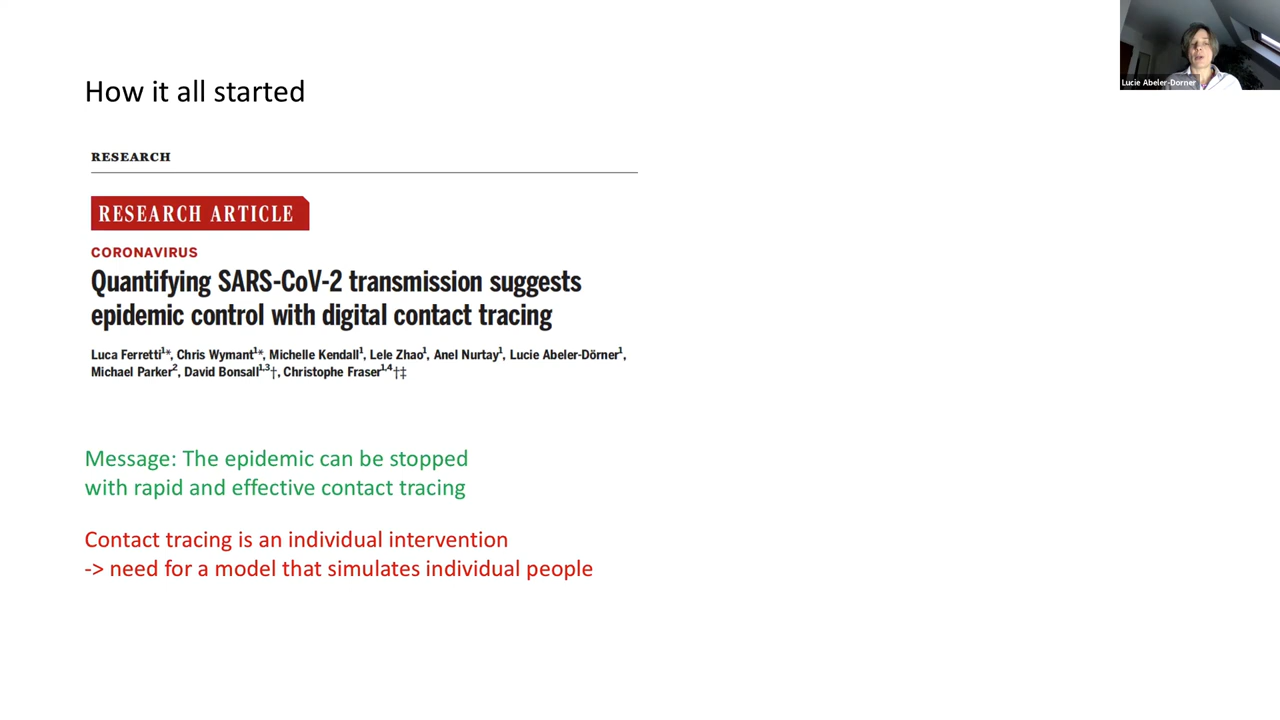 How it all started
RESEARCH
RESEARCH ARTICLE
CORONAVIRUS
Quantifying SARS-CoV-2 transmission suggests
epidemic control with digital contact tracing
Luca Ferretti¹*, Chris Wymant¹*, Michelle Kendall¹, Lele Zhao¹, Anel Nurtay¹, Lucie Abeler-Dörner¹,
Michael Parker², David Bonsall¹,³†, Christophe Fraser¹,⁴†‡
Message: The epidemic can be stopped
with rapid and effective contact tracing
Contact tracing is an individual intervention
-> need for a model that simulates individual people
Lucie Abeler-Dorner